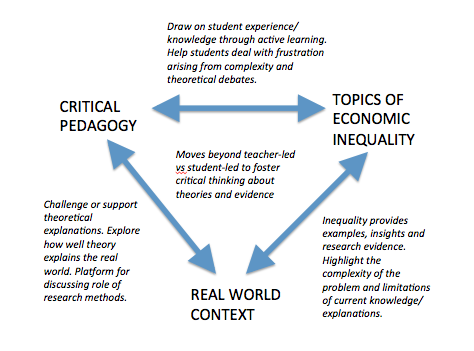 Draw on student experience/
knowledge through active learning.
Help students deal with frustration
arising from complexity and
theoretical debates.
CRITICAL
PEDAGOGY
TOPICS OF
ECONOMIC
INEQUALITY
Moves beyond teacher-led
vs student-led to foster
critical thinking about
theories and evidence
Challenge or support
theoretical
explanations. Explore
how well theory
explains the real
world. Platform for
discussing role of
research methods.
Inequality provides
examples, insights and
research evidence.
Highlight the
complexity of the
problem and limitations
of current knowledge/
explanations.
REAL WORLD
CONTEXT